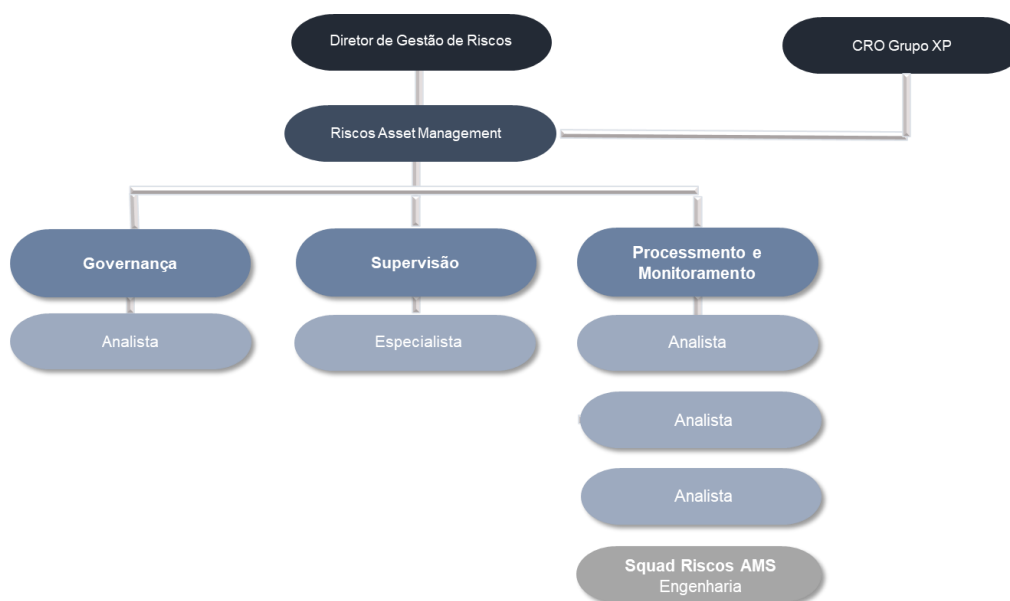 Diretor de Gestão de Riscos
CRO Grupo XP
Riscos Asset Management
Governança
Supervisão
Processmento e
Monitoramento
Analista
Especialista
Analista
Analista
Analista
Squad Riscos AMS
Engenharia